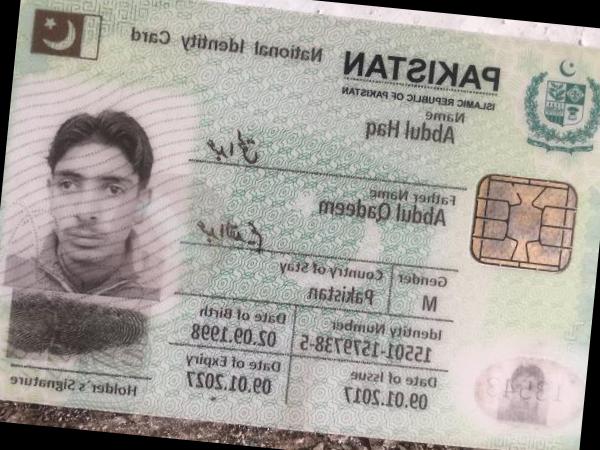 National Identity Card
PAKISTAN
ISLAMIC REPUBLIC OF PAKISTAN
Name
Abdul Haq
Father Name
Abdul Qadeem
Gender
M
Country of Stay
Pakistan
Identity Number
15501-1579738-5
Date of Birth
02.09.1998
Date of Issue
09.01.2017
Date of Expiry
09.01.2027
Holder's Signature